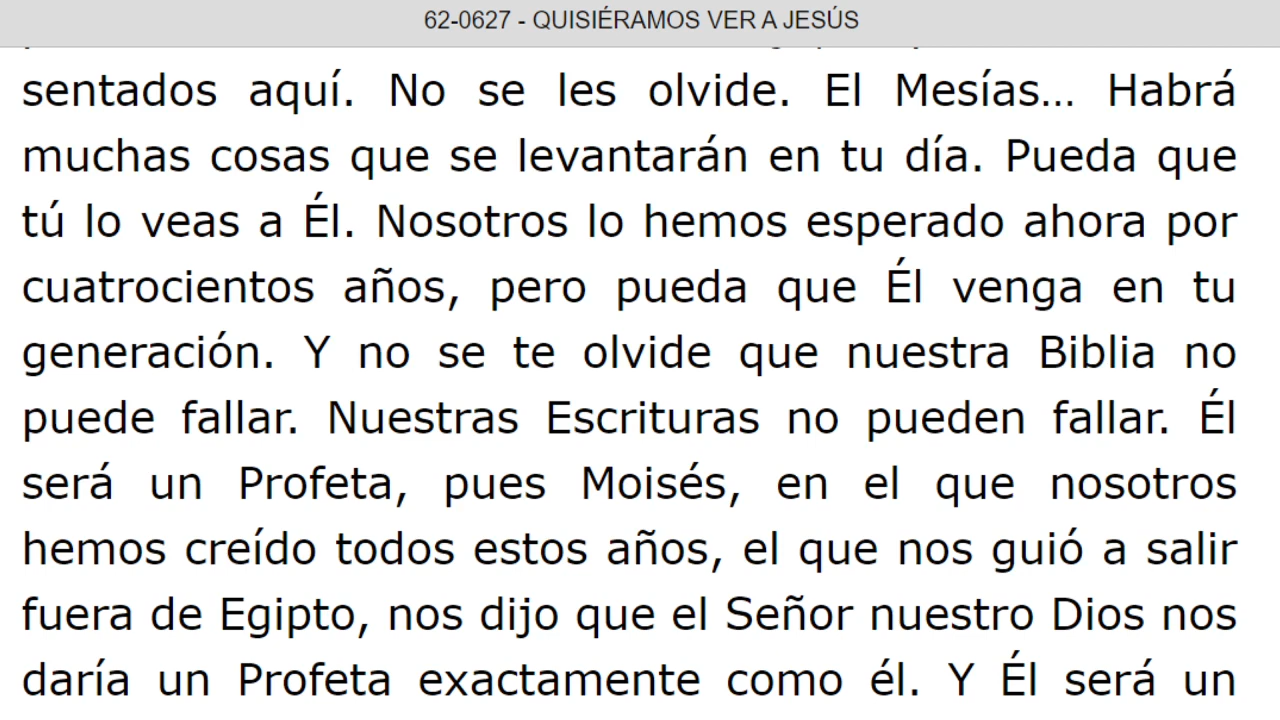 62-0627 - QUISIÉRAMOS VER A JESÚS
sentados aquí. No se les olvide. El Mesías... Habrá
muchas cosas que se levantarán en tu día. Pueda que
tú lo veas a Él. Nosotros lo hemos esperado ahora por
cuatrocientos años, pero pueda que Él venga en tu
generación. Y no se te olvide que nuestra Biblia no
puede fallar. Nuestras Escrituras no pueden fallar. Él
será un Profeta, pues Moisés, en el que nosotros
hemos creído todos estos años, el que nos guió a salir
fuera de Egipto, nos dijo que el Señor nuestro Dios nos
daría un Profeta exactamente como él. Y Él será un